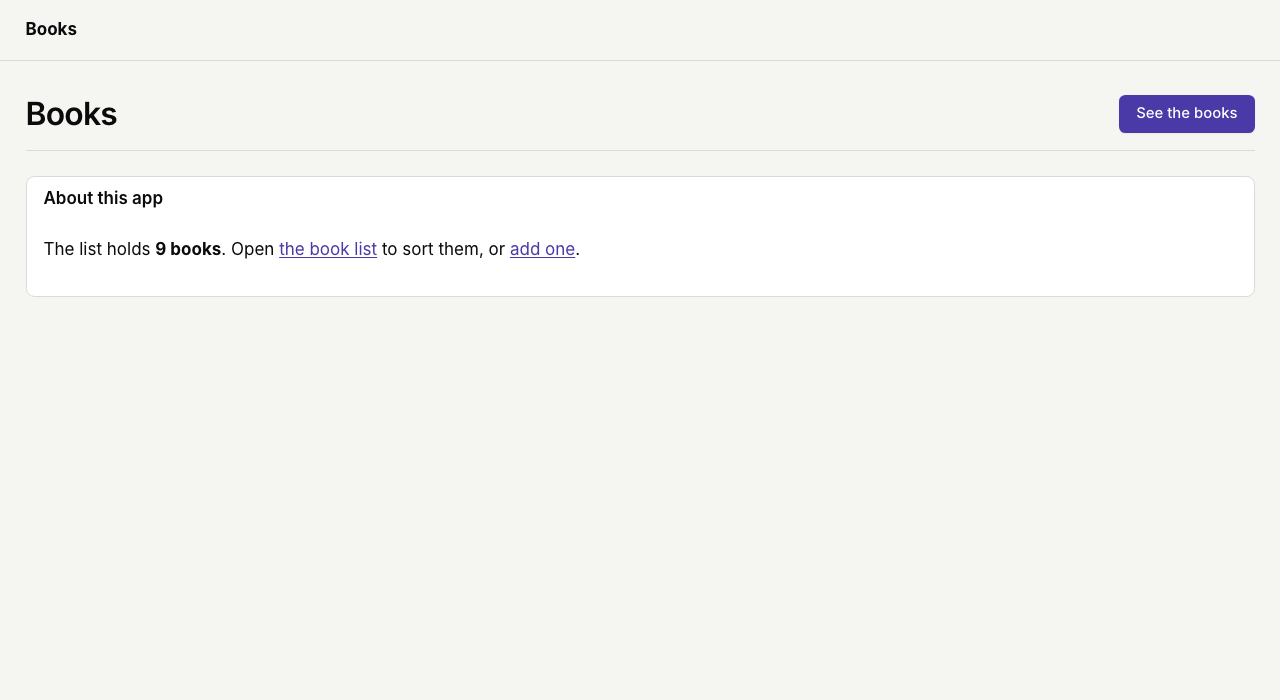 Books
Books
See the books
About this app
The list holds 9 books. Open the book list to sort them, or add one.